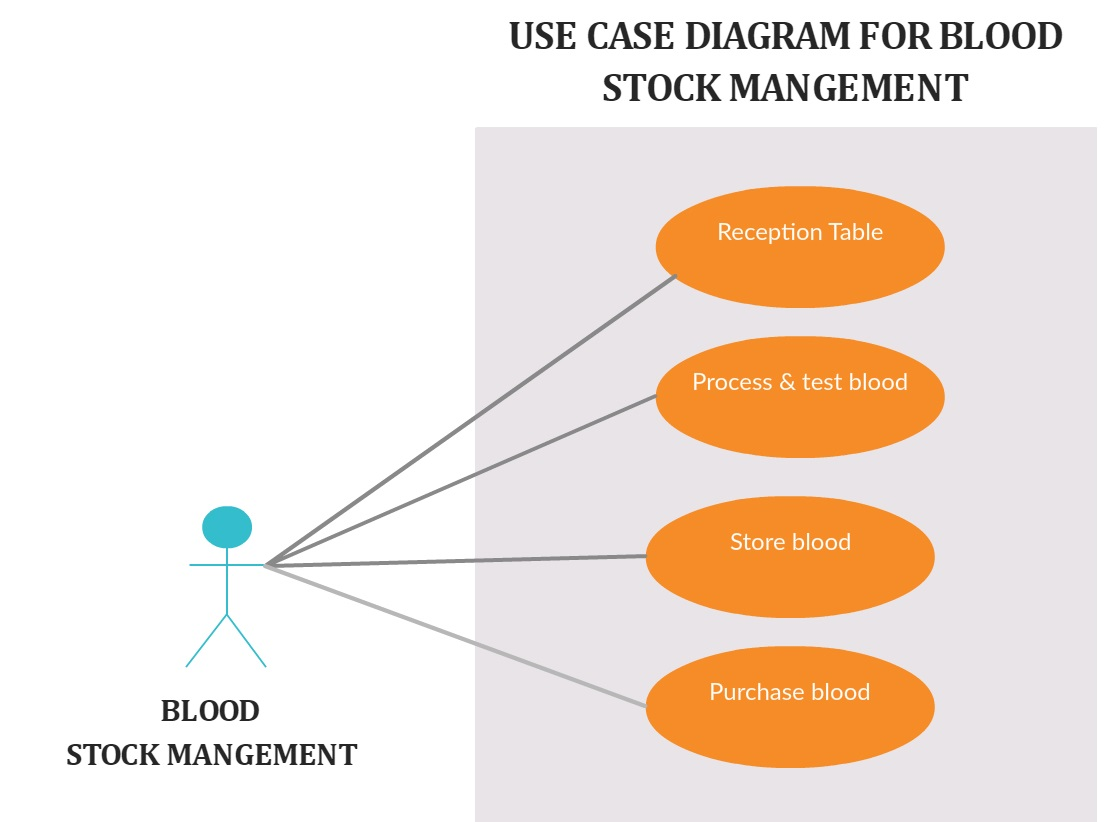 USE CASE DIAGRAM FOR BLOOD
STOCK MANGEMENT
Reception Table
Process & test blood
Store blood
Purchase blood
BLOOD
STOCK MANGEMENT